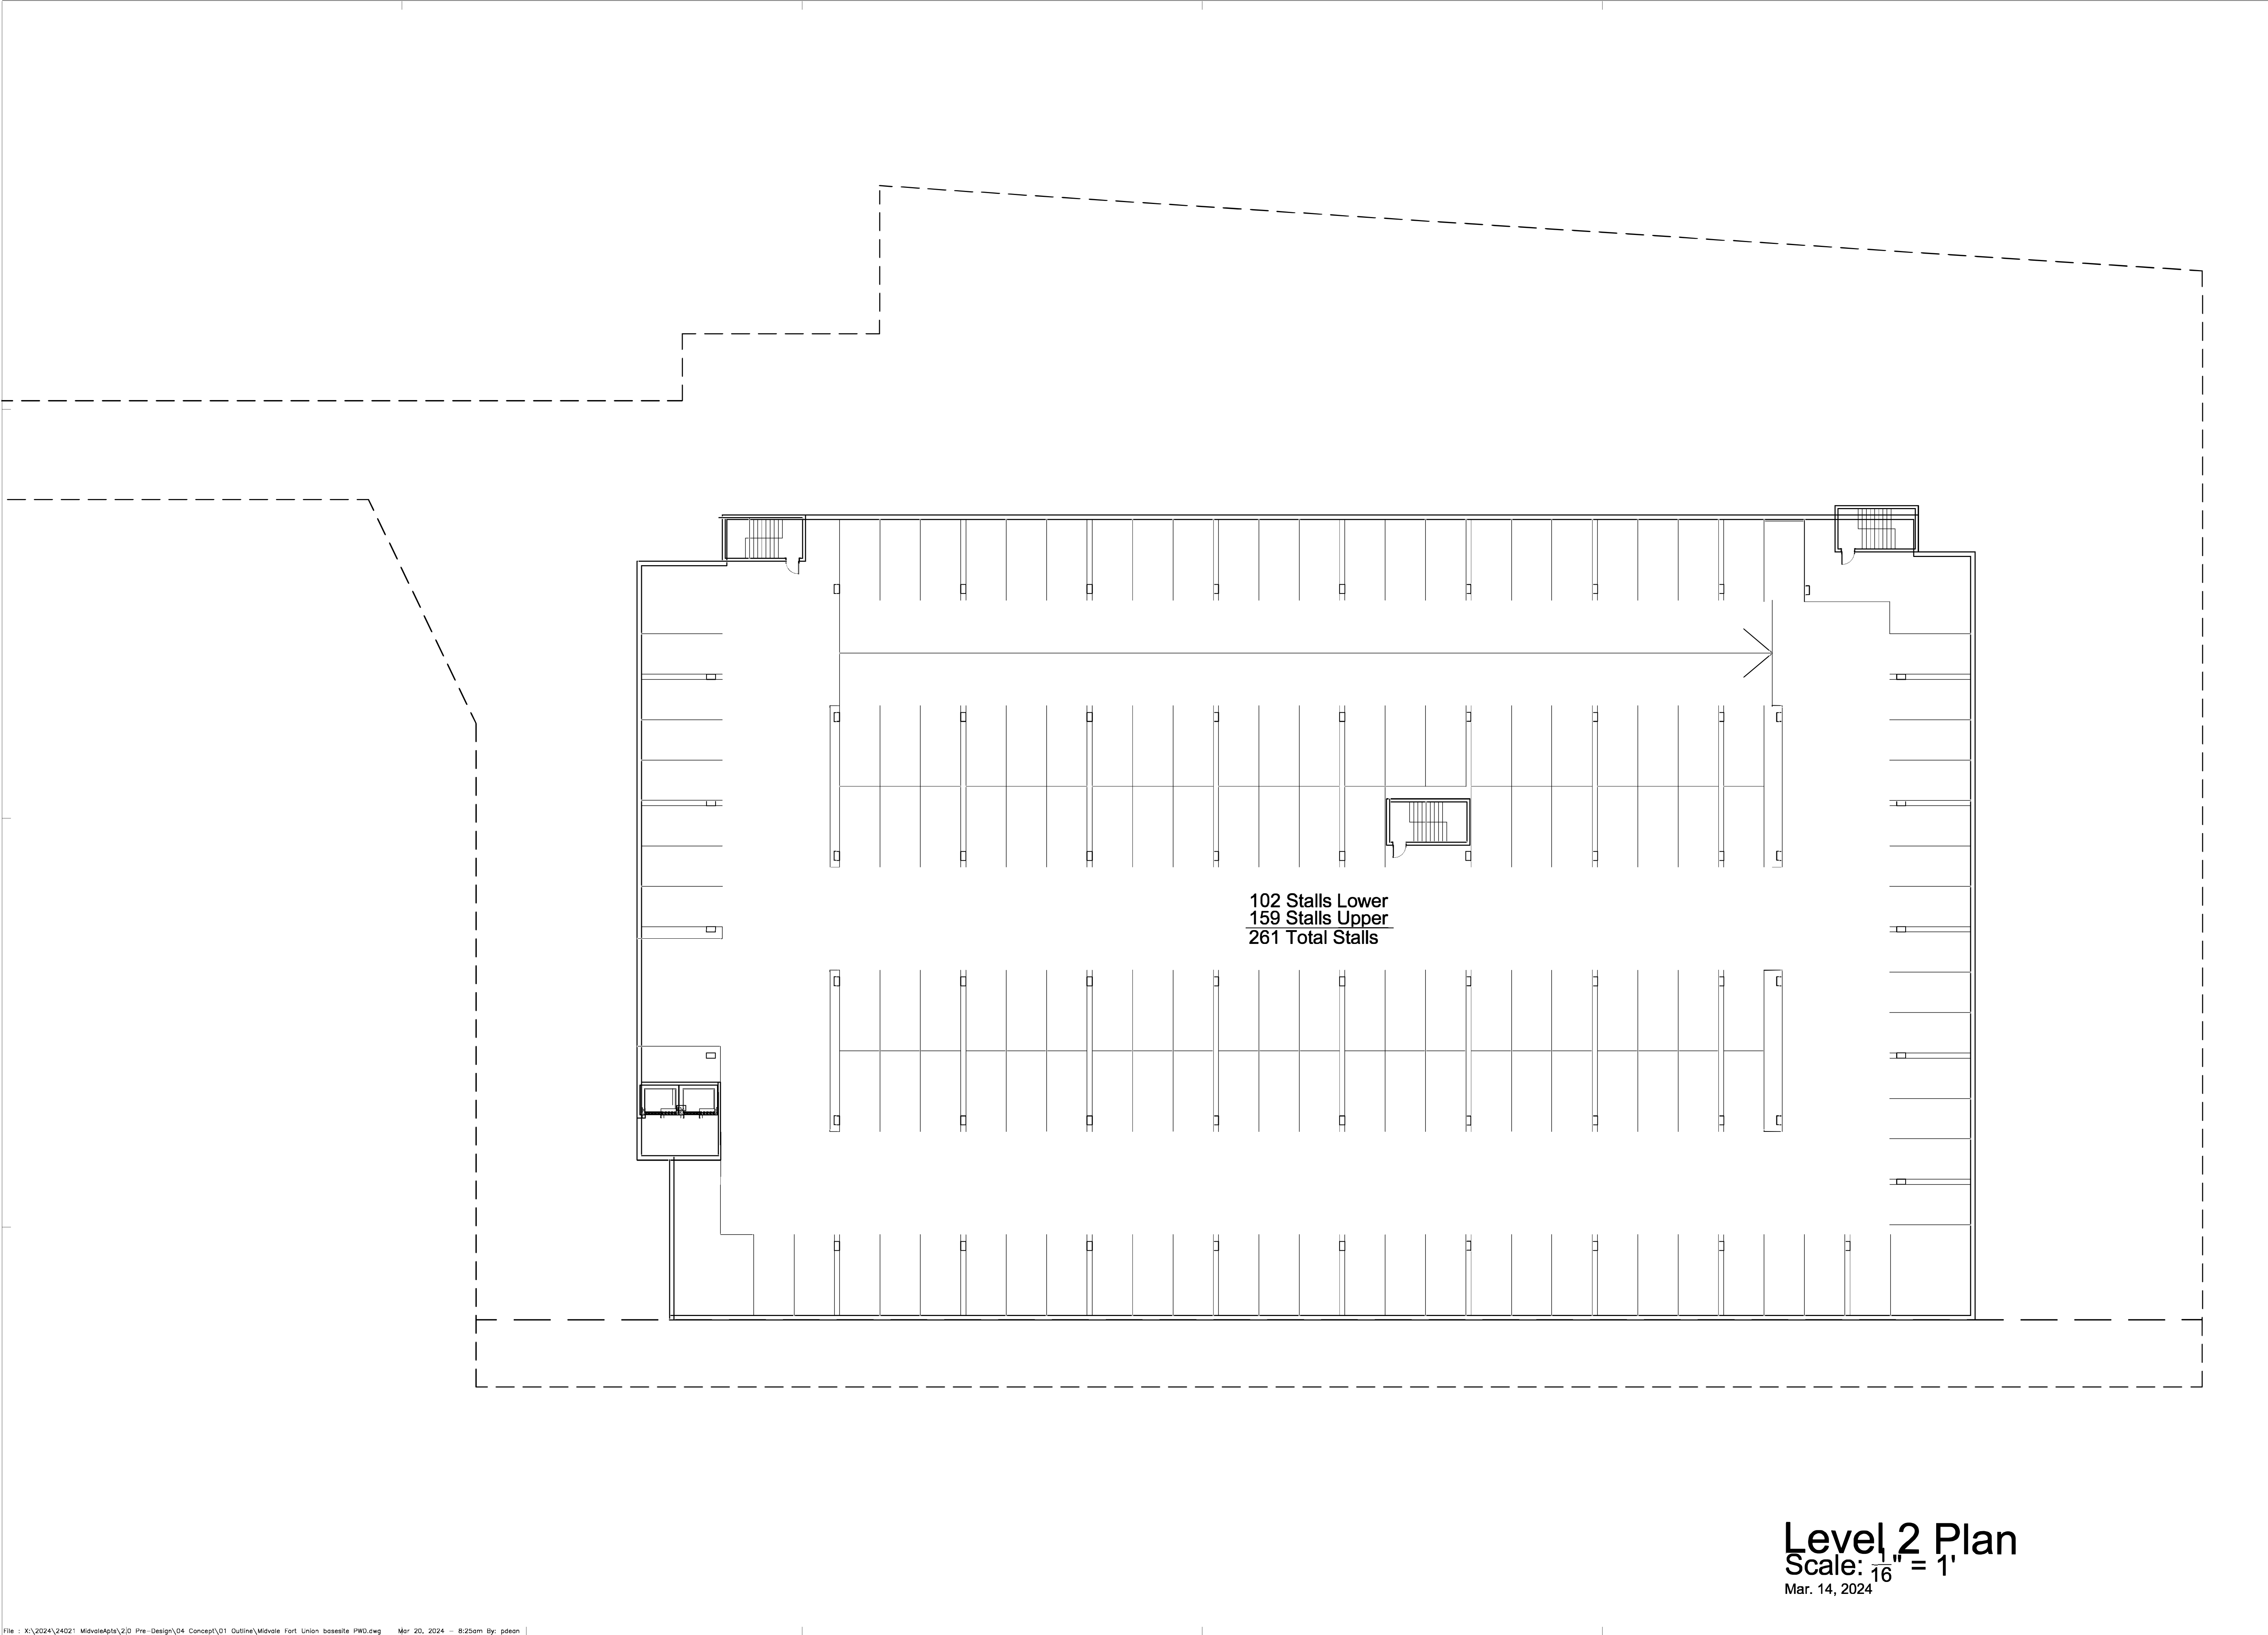 102 Stalls Lower
159 Stalls Upper
261 Total Stalls
Level 2 Plan
Scale: 1/16" = 1'
Mar. 14, 2024
File : X:\2024\24021 MidvaleApts\2.0 Pre-Design\04 Concept\01 Outline\Midvale Fort Union basesite PWD.dwg Mar 20, 2024 - 8:25am By: pdean